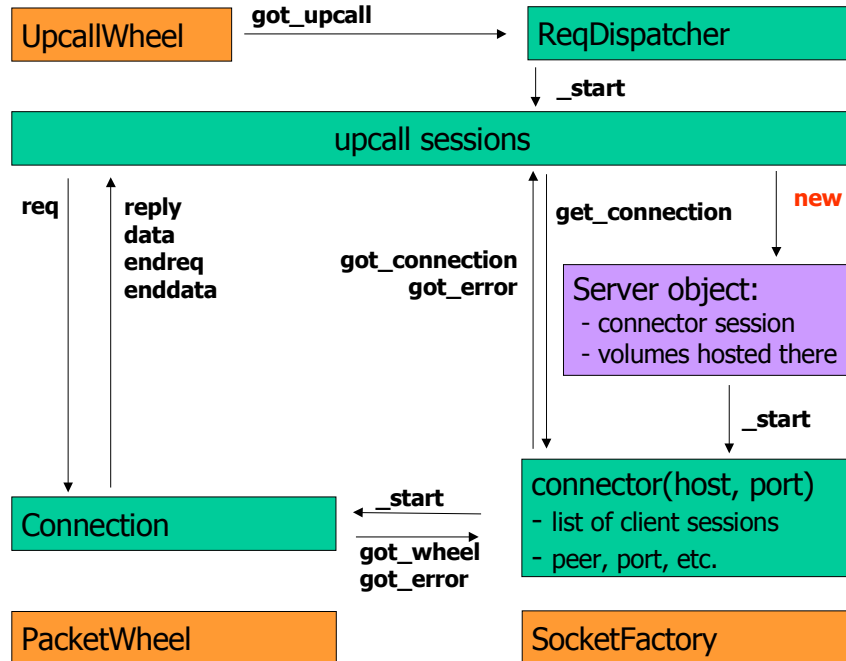 UpcallWheel
got_upcall
ReqDispatcher
_start
upcall sessions
req
reply
data
endreq
enddata
got_connection
got_error
get_connection
new
Server object:
- connector session
- volumes hosted there
_start
connector(host, port)
- list of client sessions
- peer, port, etc.
Connection
_start
got_wheel
got_error
PacketWheel
SocketFactory